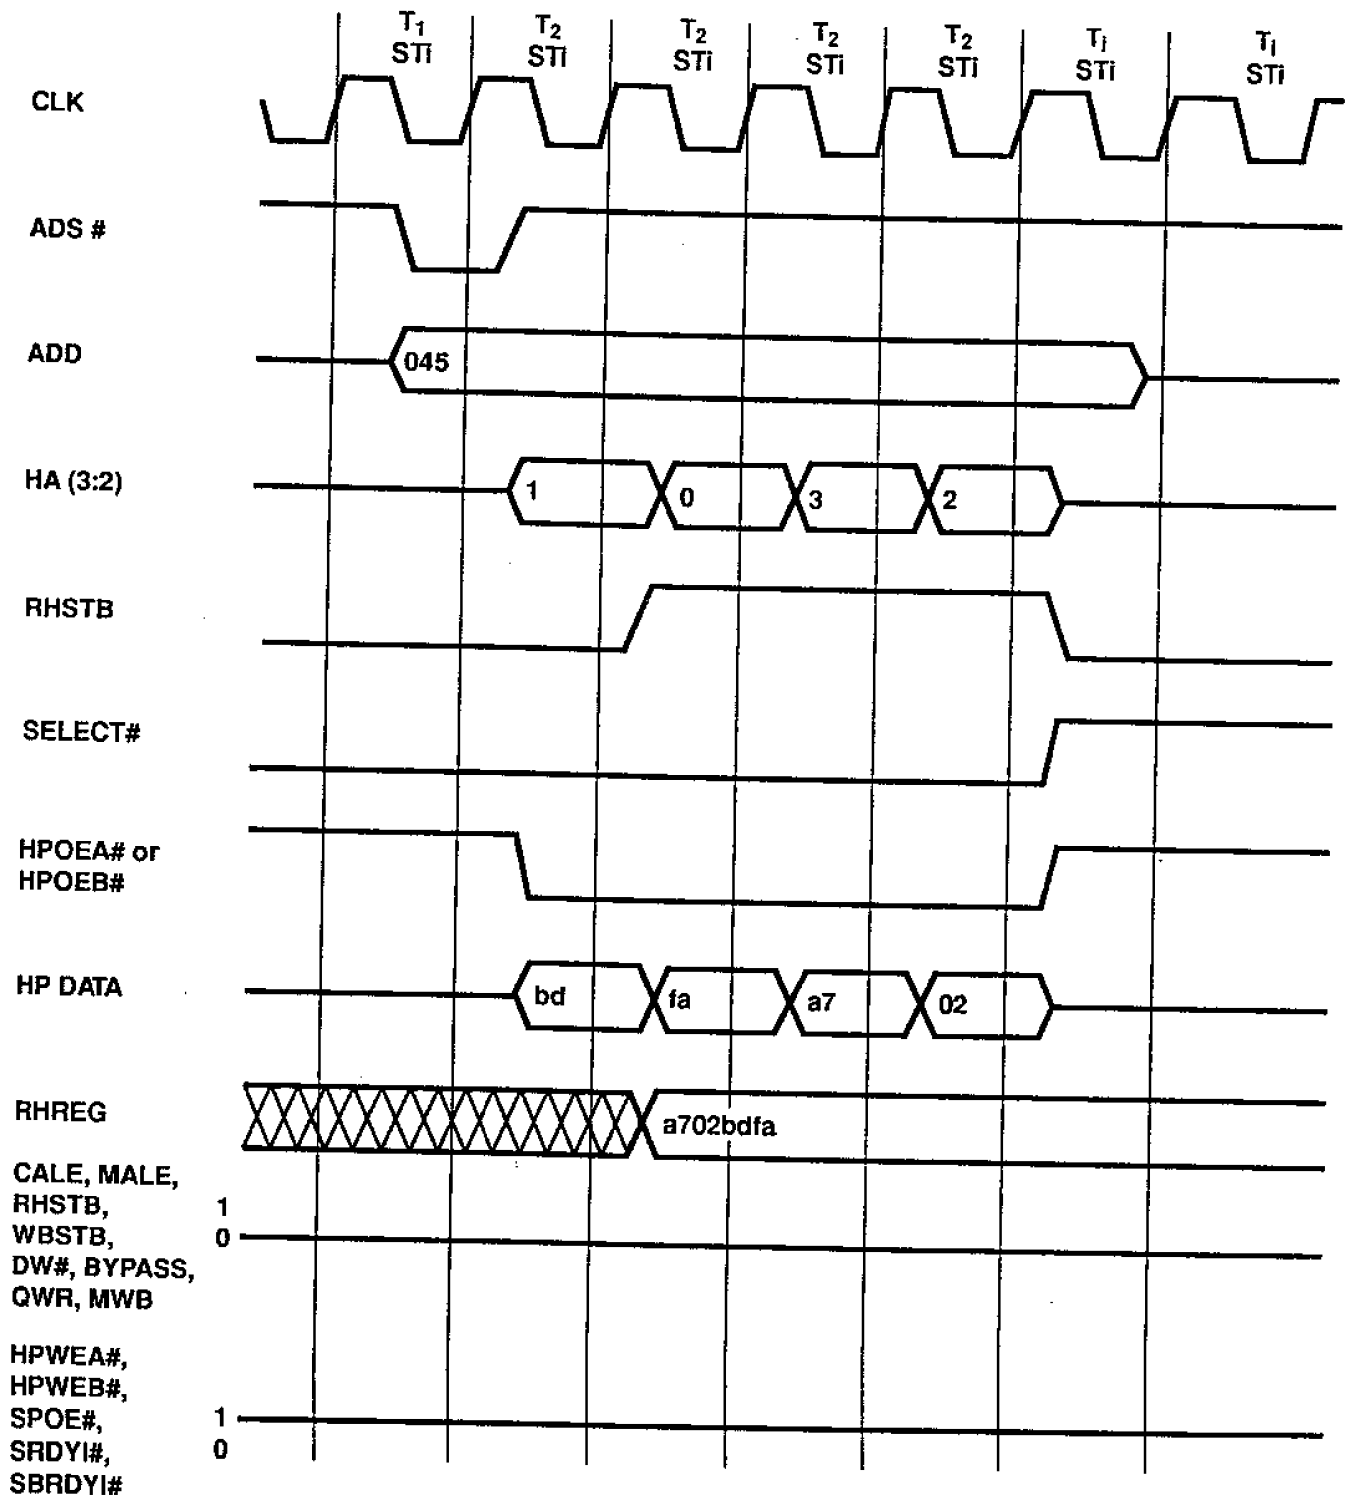 T1 T2 T2 T2 T2 Ti Ti
STi STi STi STi STi STi STi
CLK
ADS #
ADD
045
HA (3:2)
1 0 3 2
RHSTB
SELECT#
HPOEA# or
HPOEB#
HP DATA
bd fa a7 02
RHREG
a702bdfa
CALE, MALE,
RHSTB, 1
WBSTB, 0
DW#, BYPASS,
QWR, MWB
HPWEA#,
HPWEB#,
SPOE#, 1
SRDYI#, 0
SBRDYI#